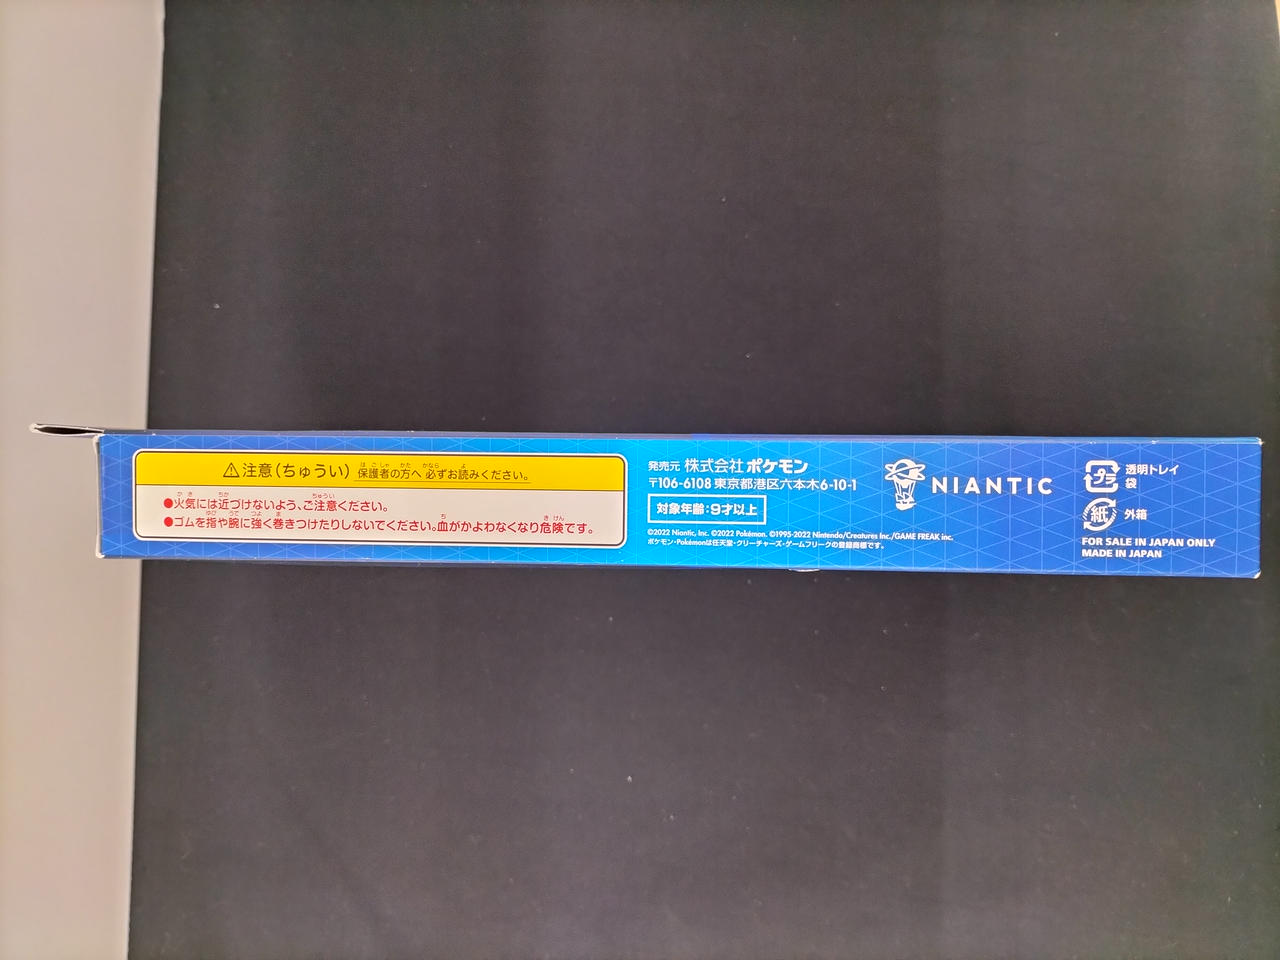 ⚠注意(ちゅうい) 保護者の方へ 必ずお読みください。
●火気には近づけないよう、ご注意ください。
●ゴムを指や腕に強く巻きつけたりしないでください。血がかよわなくなり危険です。
発売元 株式会社ポケモン
〒106-6108 東京都港区六本木6-10-1
対象年齢:9才以上
©2022 Niantic, Inc. ©2022 Pokémon. ©1995-2022 Nintendo/Creatures Inc./GAME FREAK inc.
ポケモン・Pokémonは任天堂・クリーチャーズ・ゲームフリークの登録商標です。
NIANTIC
プラ 透明トレイ
袋
紙 外箱
FOR SALE IN JAPAN ONLY
MADE IN JAPAN